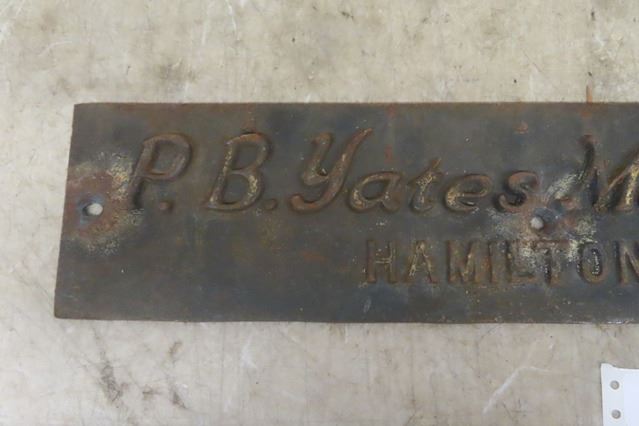 P. B. Yates M
HAMILTON